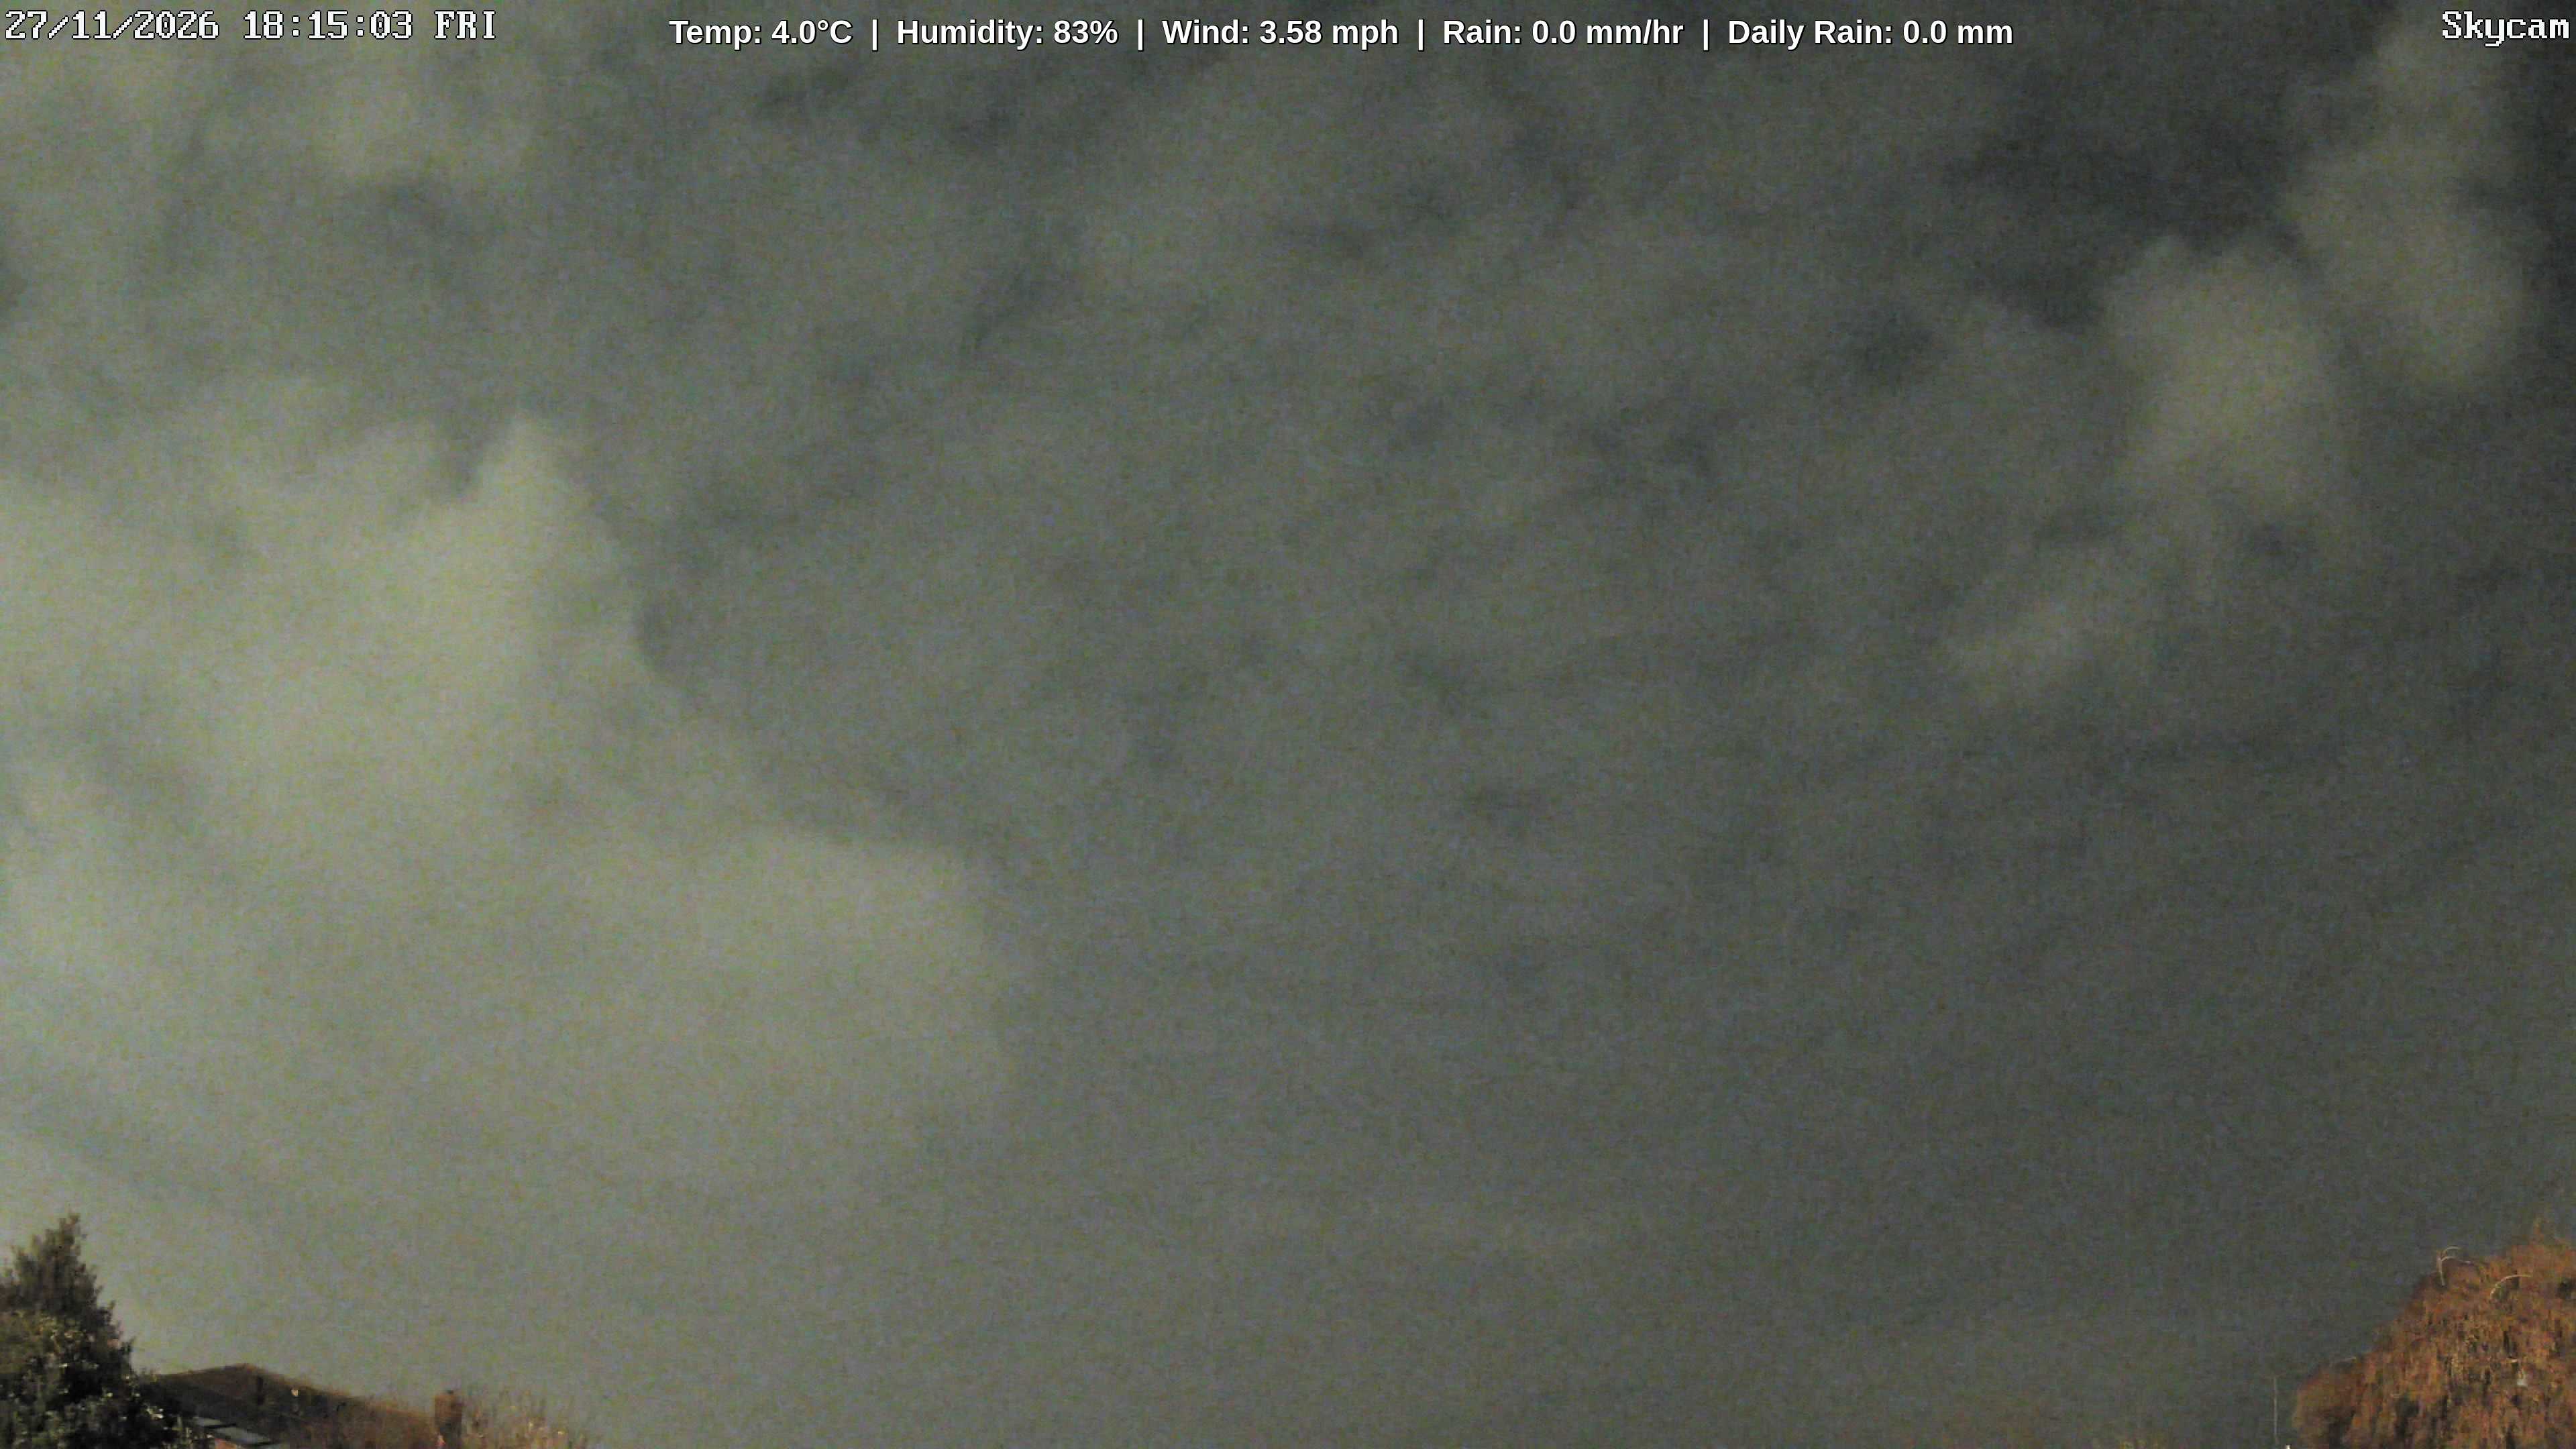 27/11/2026 18:15:03 FRI
Temp: 4.0°C | Humidity: 83% | Wind: 3.58 mph | Rain: 0.0 mm/hr | Daily Rain: 0.0 mm
Skycam